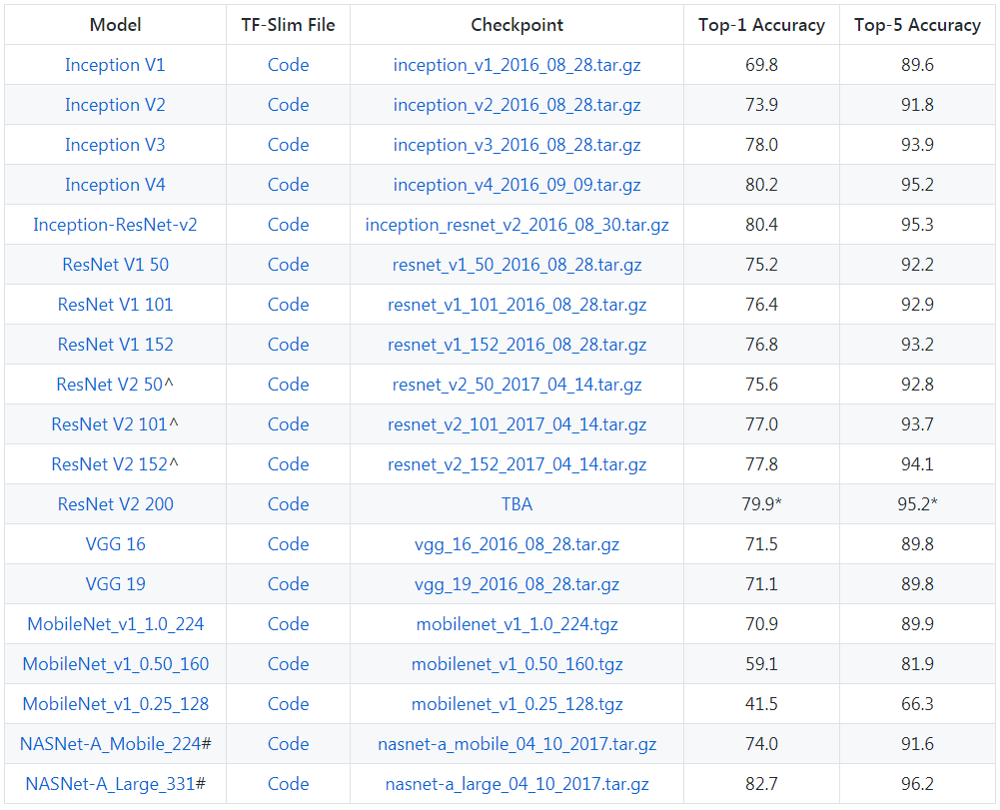 Model TF-Slim File Checkpoint Top-1 Accuracy Top-5 Accuracy
Inception V1 Code inception_v1_2016_08_28.tar.gz 69.8 89.6
Inception V2 Code inception_v2_2016_08_28.tar.gz 73.9 91.8
Inception V3 Code inception_v3_2016_08_28.tar.gz 78.0 93.9
Inception V4 Code inception_v4_2016_09_09.tar.gz 80.2 95.2
Inception-ResNet-v2 Code inception_resnet_v2_2016_08_30.tar.gz 80.4 95.3
ResNet V1 50 Code resnet_v1_50_2016_08_28.tar.gz 75.2 92.2
ResNet V1 101 Code resnet_v1_101_2016_08_28.tar.gz 76.4 92.9
ResNet V1 152 Code resnet_v1_152_2016_08_28.tar.gz 76.8 93.2
ResNet V2 50^ Code resnet_v2_50_2017_04_14.tar.gz 75.6 92.8
ResNet V2 101^ Code resnet_v2_101_2017_04_14.tar.gz 77.0 93.7
ResNet V2 152^ Code resnet_v2_152_2017_04_14.tar.gz 77.8 94.1
ResNet V2 200 Code TBA 79.9* 95.2*
VGG 16 Code vgg_16_2016_08_28.tar.gz 71.5 89.8
VGG 19 Code vgg_19_2016_08_28.tar.gz 71.1 89.8
MobileNet_v1_1.0_224 Code mobilenet_v1_1.0_224.tgz 70.9 89.9
MobileNet_v1_0.50_160 Code mobilenet_v1_0.50_160.tgz 59.1 81.9
MobileNet_v1_0.25_128 Code mobilenet_v1_0.25_128.tgz 41.5 66.3
NASNet-A_Mobile_224# Code nasnet-a_mobile_04_10_2017.tar.gz 74.0 91.6
NASNet-A_Large_331# Code nasnet-a_large_04_10_2017.tar.gz 82.7 96.2